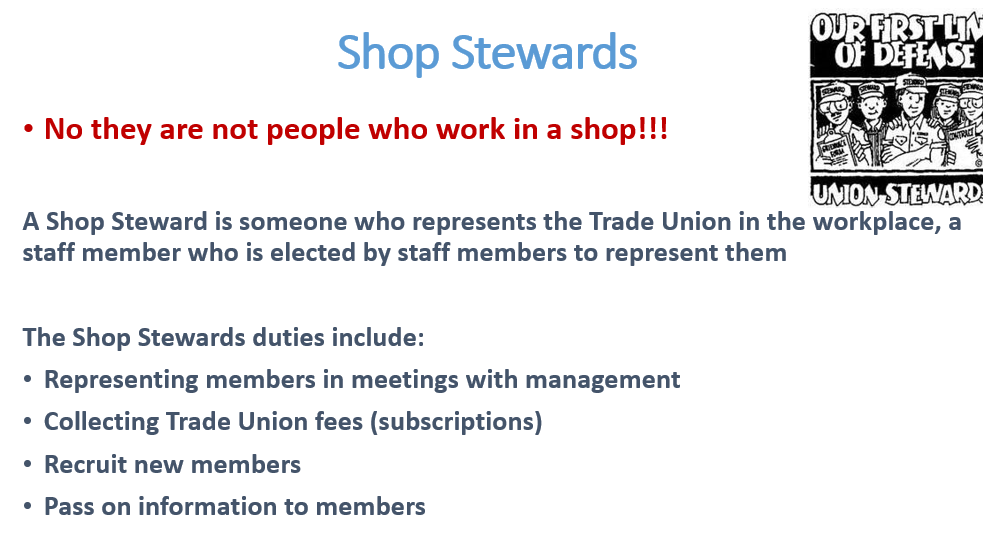 Shop Stewards
OUR FIRST LIN
OF DEFENSE
STEWARD
CONTRACT
UNION STEWARDS
• No they are not people who work in a shop!!!
A Shop Steward is someone who represents the Trade Union in the workplace, a
staff member who is elected by staff members to represent them
The Shop Stewards duties include:
• Representing members in meetings with management
• Collecting Trade Union fees (subscriptions)
• Recruit new members
• Pass on information to members